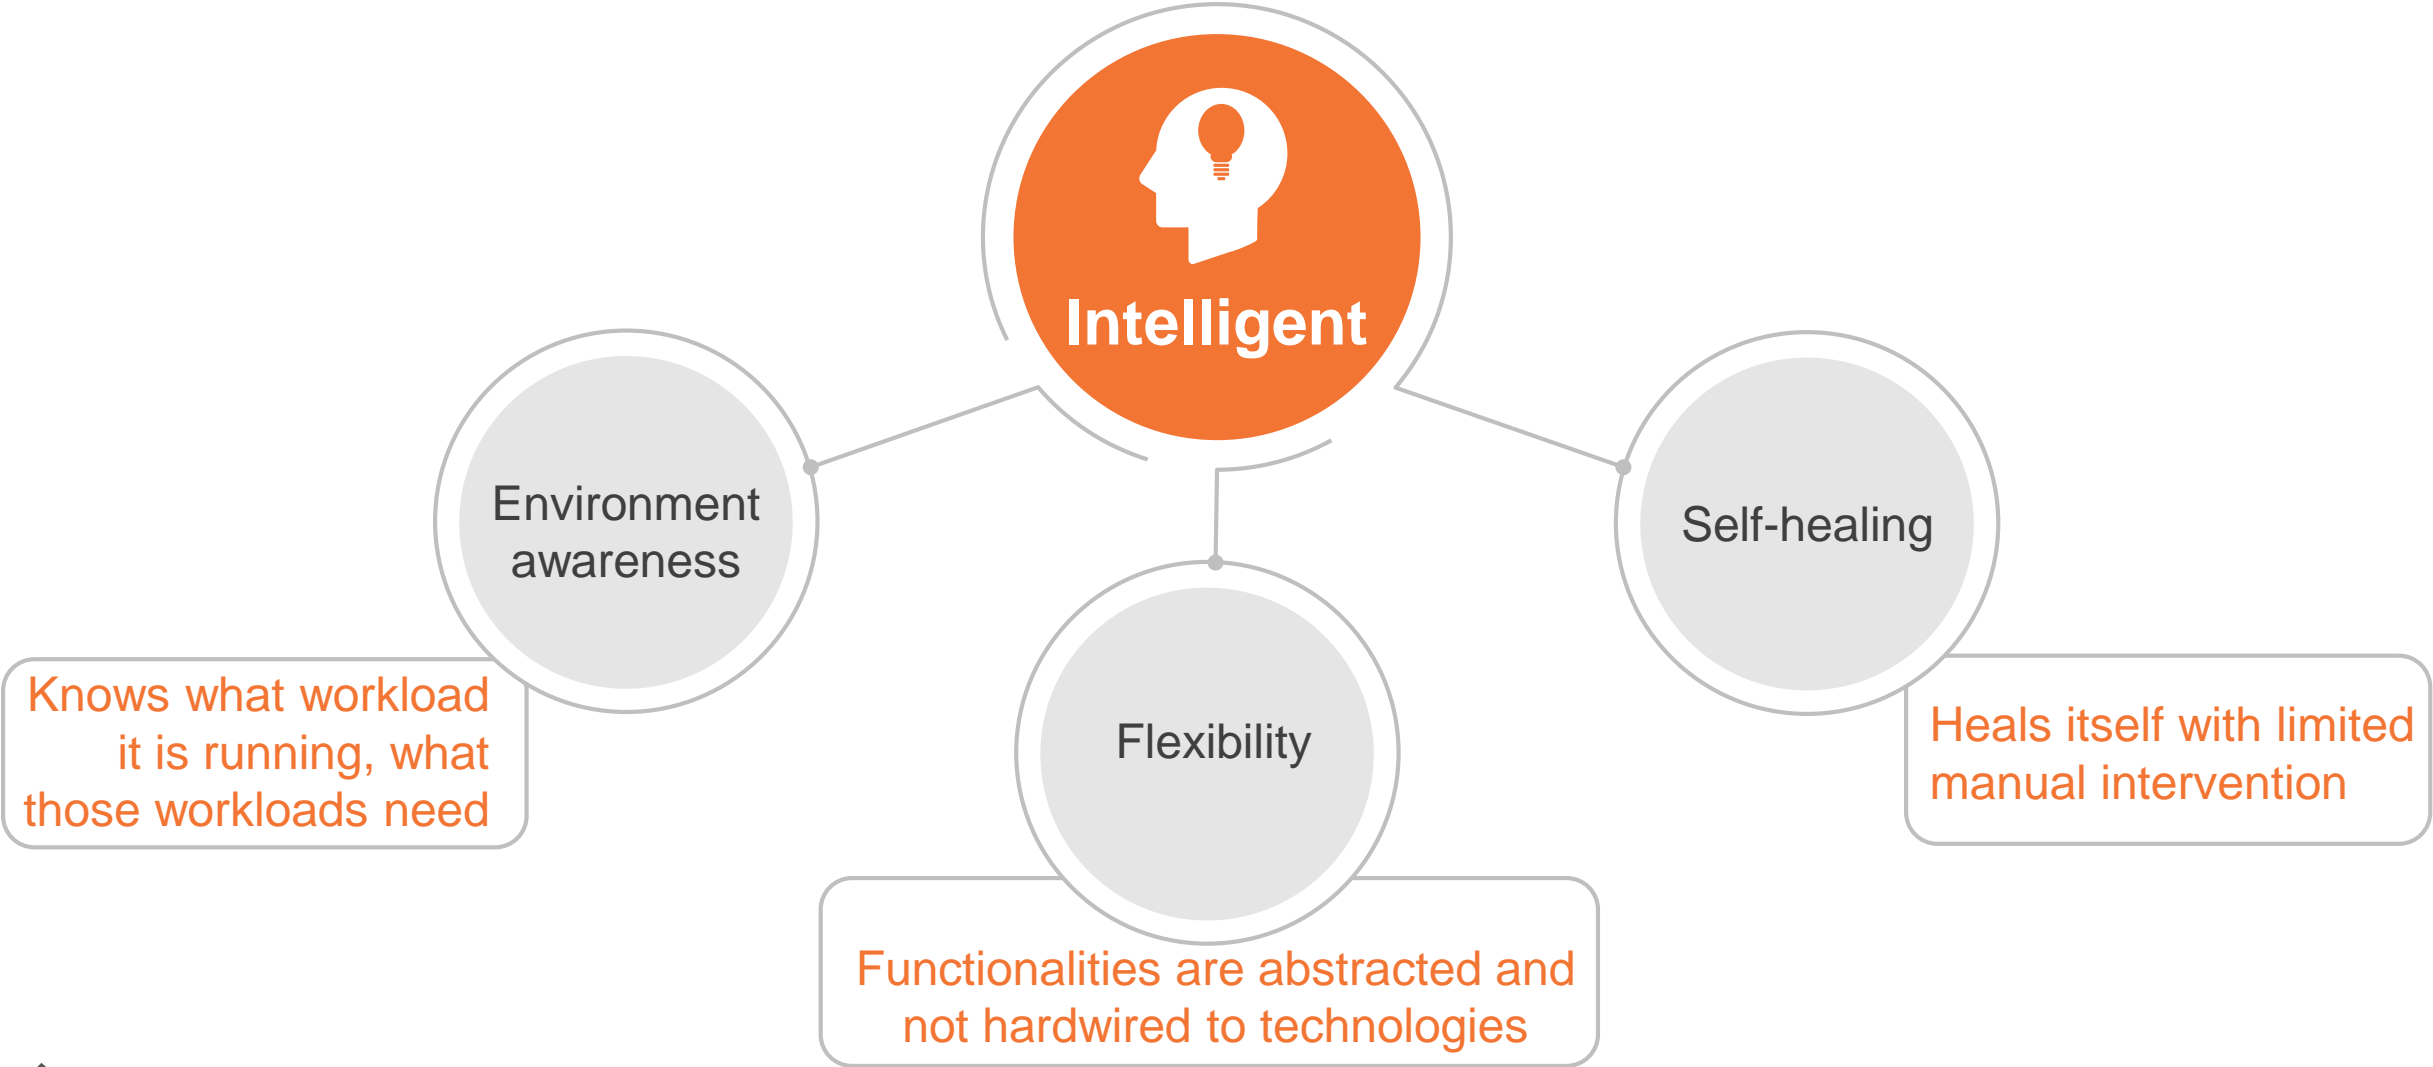 Intelligent
Environment
awareness
Knows what workload
it is running, what
those workloads need
Flexibility
Functionalities are abstracted and
not hardwired to technologies
Self-healing
Heals itself with limited
manual intervention